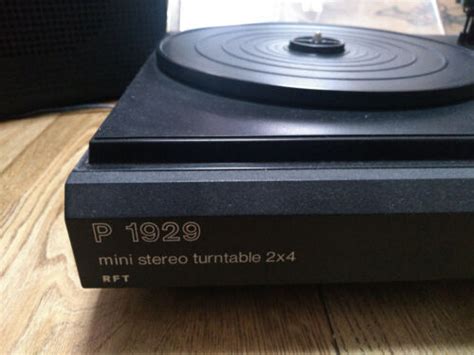 P 1929
mini stereo turntable 2x4
RFT